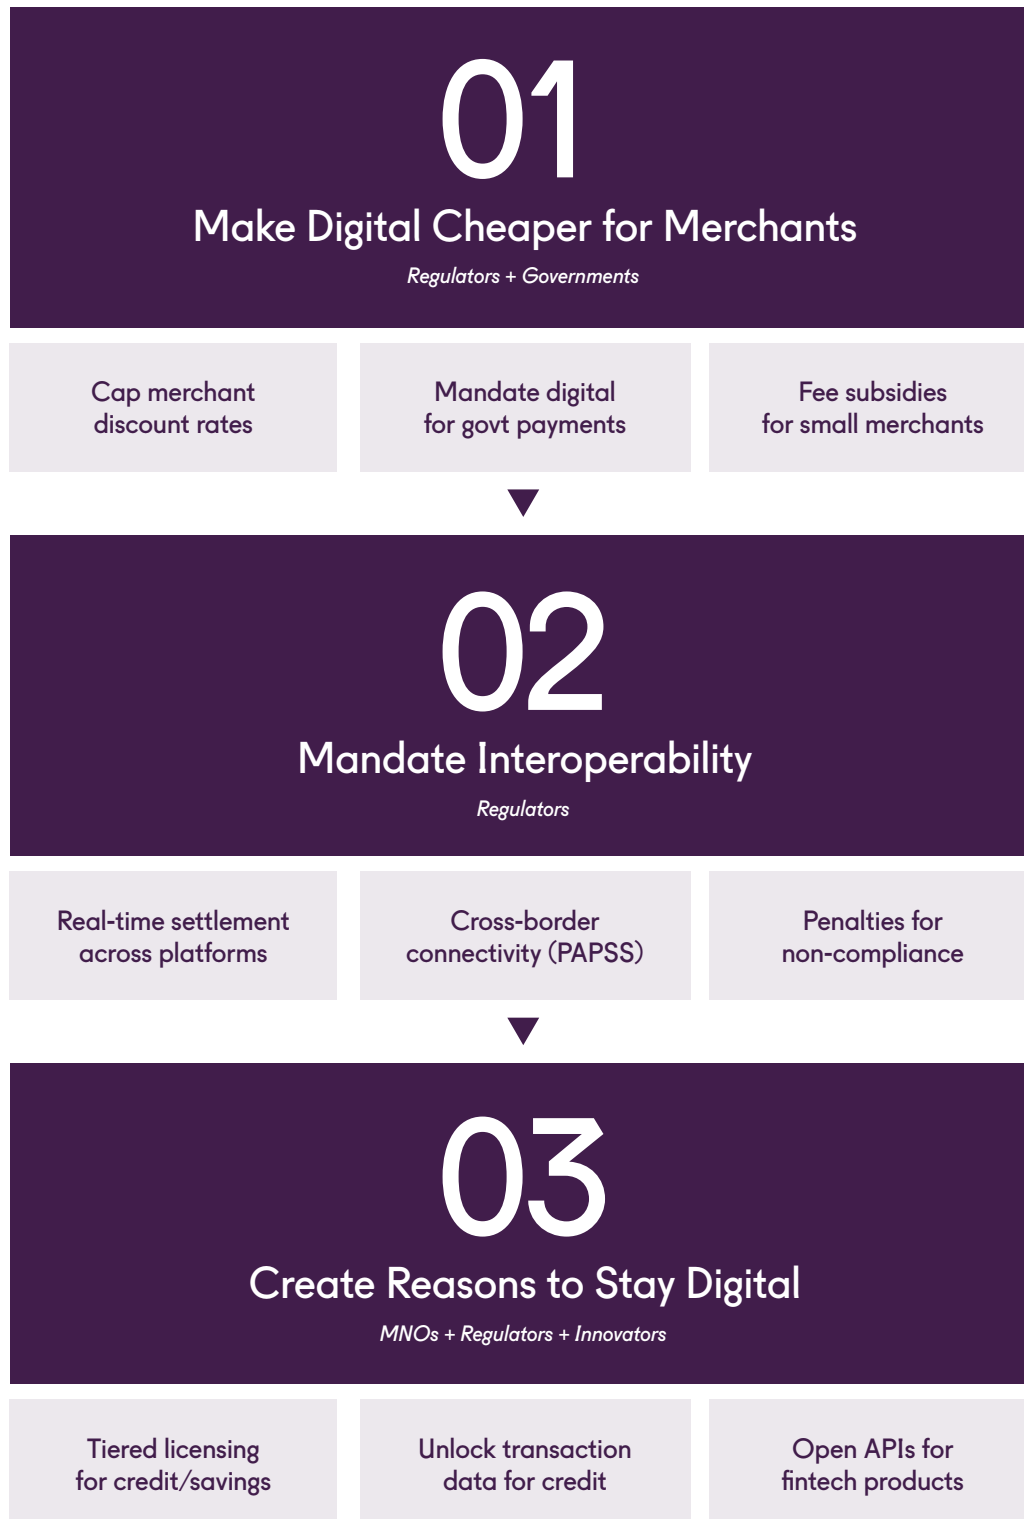 01
Make Digital Cheaper for Merchants
Regulators + Governments
Cap merchant
discount rates
Mandate digital
for govt payments
Fee subsidies
for small merchants
02
Mandate Interoperability
Regulators
Real-time settlement
across platforms
Cross-border
connectivity (PAPSS)
Penalties for
non-compliance
03
Create Reasons to Stay Digital
MNOs + Regulators + Innovators
Tiered licensing
for credit/savings
Unlock transaction
data for credit
Open APIs for
fintech products